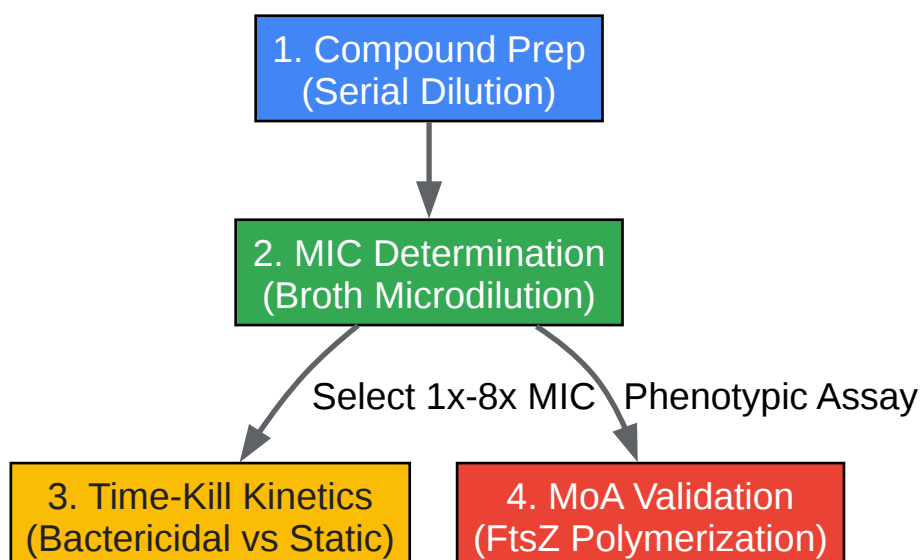 1. Compound Prep
(Serial Dilution)
2. MIC Determination
(Broth Microdilution)
Select 1x-8x MIC
Phenotypic Assay
3. Time-Kill Kinetics
(Bactericidal vs Static)
4. MoA Validation
(FtsZ Polymerization)